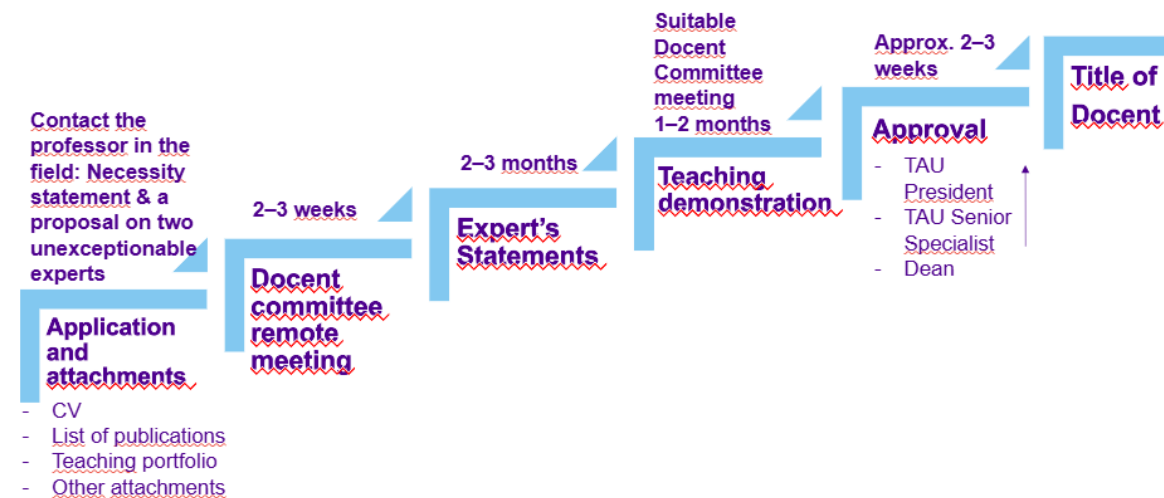 Contact the
professor in the
field: Necessity
statement & a
proposal on two
unexceptionable
experts
Application
and
attachments
- CV
- List of publications
- Teaching portfolio
- Other attachments
2–3 weeks
Docent
committee
remote
meeting
2–3 months
Expert's
Statements
Suitable
Docent
Committee
meeting
1–2 months
Teaching
demonstration
Approx. 2–3
weeks
Approval
- TAU
President
- TAU Senior
Specialist
- Dean
Title of
Docent